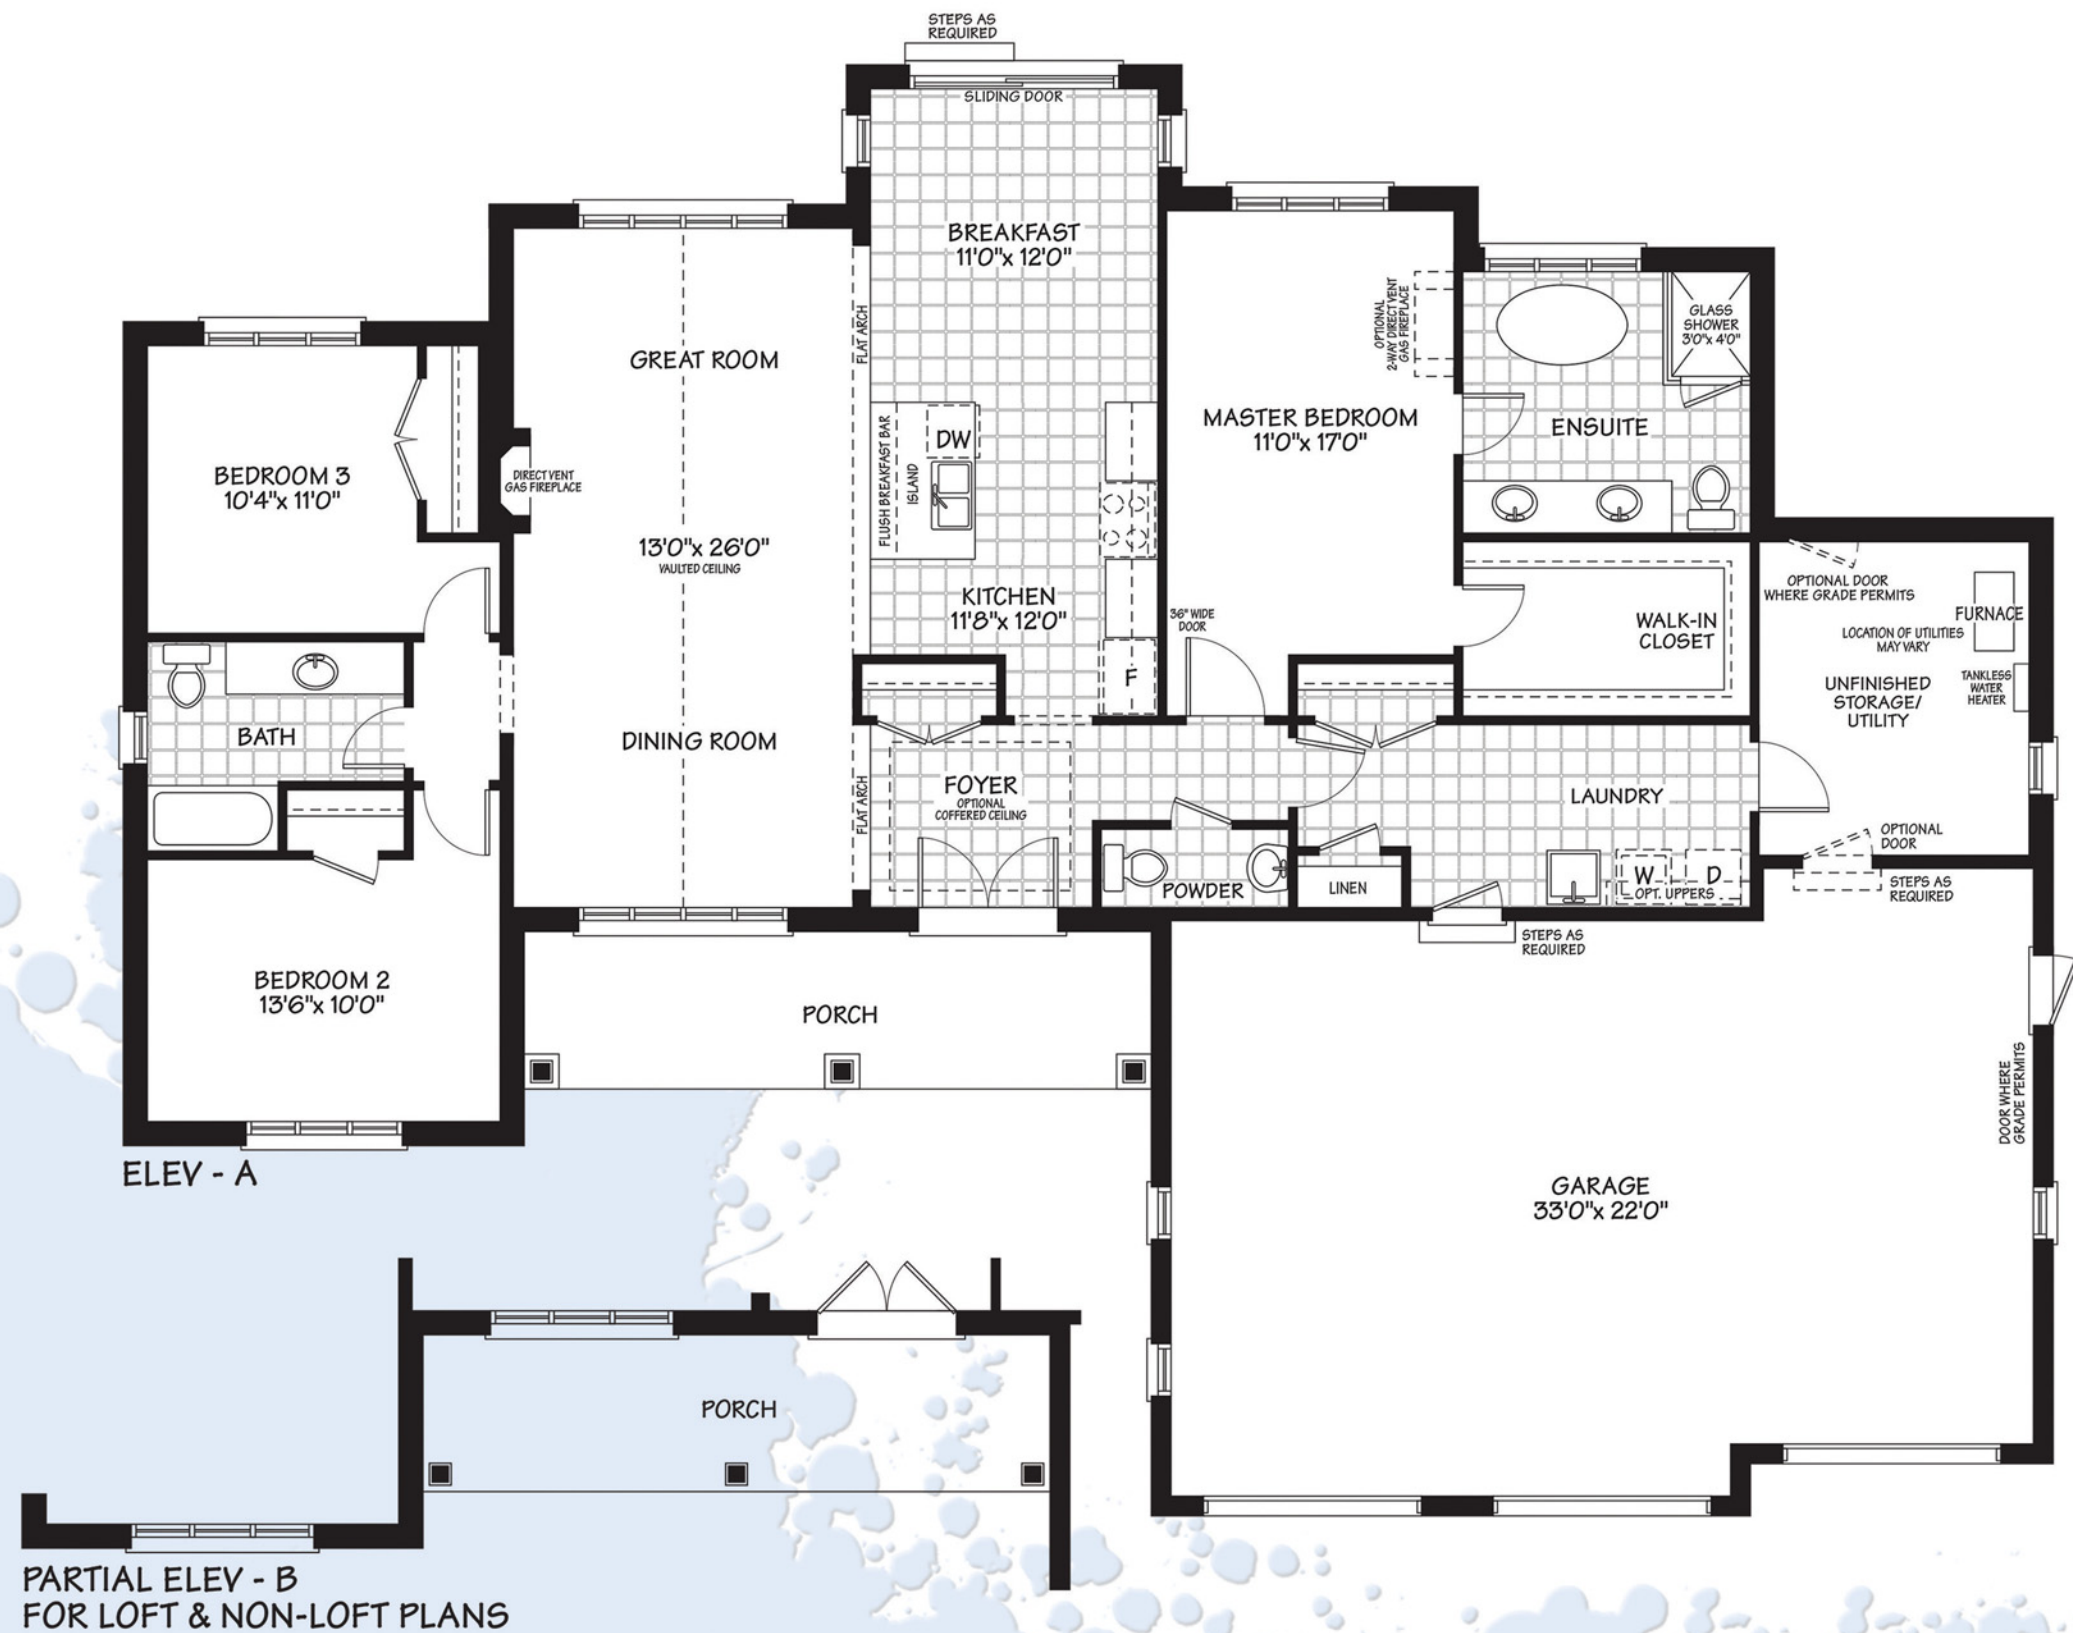 STEPS AS
REQUIRED
SLIDING DOOR
BREAKFAST
11'0"x 12'0"
GREAT ROOM
FLAT ARCH
OPTIONAL
2-WAY DIRECT VENT
GAS FIREPLACE
GLASS
SHOWER
3'0"x 4'0"
MASTER BEDROOM
11'0"x 17'0"
ENSUITE
BEDROOM 3
10'4"x 11'0"
DIRECT VENT
GAS FIREPLACE
FLUSH BREAKFAST BAR
ISLAND
DW
13'0"x 26'0"
VAULTED CEILING
KITCHEN
11'8"x 12'0"
36" WIDE
DOOR
F
WALK-IN
CLOSET
OPTIONAL DOOR
WHERE GRADE PERMITS
FURNACE
LOCATION OF UTILITIES
MAY VARY
UNFINISHED
STORAGE/
UTILITY
TANKLESS
WATER
HEATER
BATH
DINING ROOM
FOYER
OPTIONAL
COFFERED CEILING
FLAT ARCH
LAUNDRY
OPTIONAL
DOOR
POWDER
LINEN
W
D
OPT. UPPERS
STEPS AS
REQUIRED
STEPS AS
REQUIRED
BEDROOM 2
13'6"x 10'0"
PORCH
DOOR WHERE
GRADE PERMITS
ELEV - A
GARAGE
33'0"x 22'0"
PORCH
PARTIAL ELEV - B
FOR LOFT & NON-LOFT PLANS